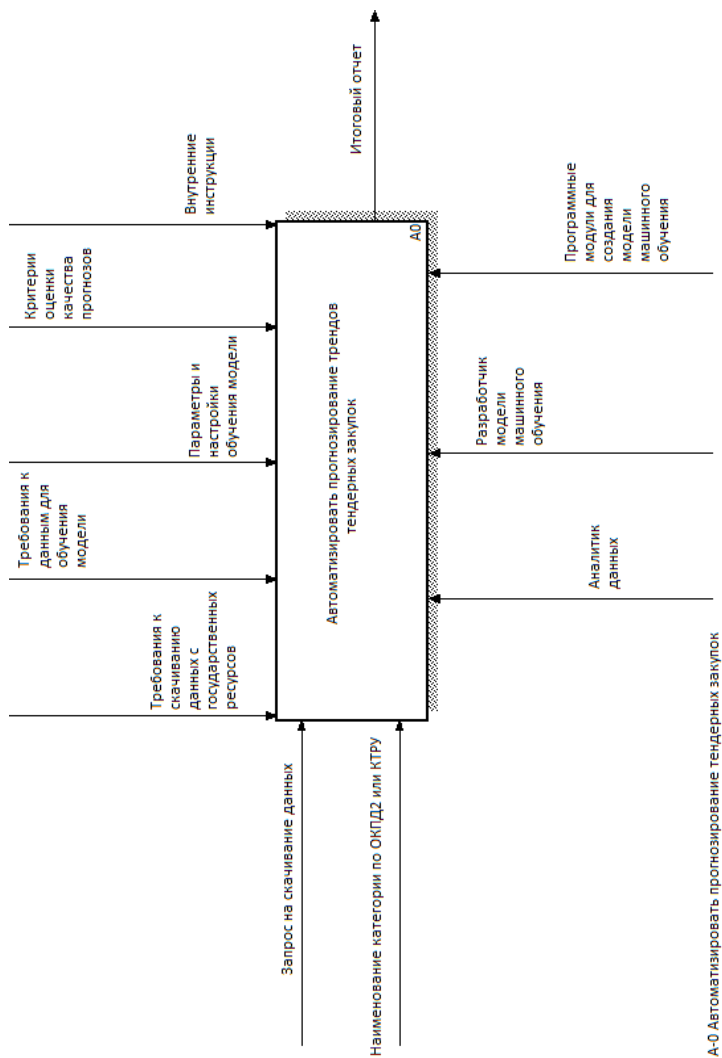 Требования к
скачиванию
данных с
государственных
ресурсов
Требования к
данным для
обучения
модели
Параметры и
настройки
обучения модели
Критерии
оценки
качества
прогнозов
Внутренние
инструкции
Запрос на скачивание данных
Наименование категории по ОКПД2 или КТРУ
Автоматизировать прогнозирование трендов
тендерных закупок
A0
Итоговый отчет
Аналитик
данных
Разработчик
модели
машинного
обучения
Программные
модули для
создания
модели
машинного
обучения
A-0 Автоматизировать прогнозирование тендерных закупок